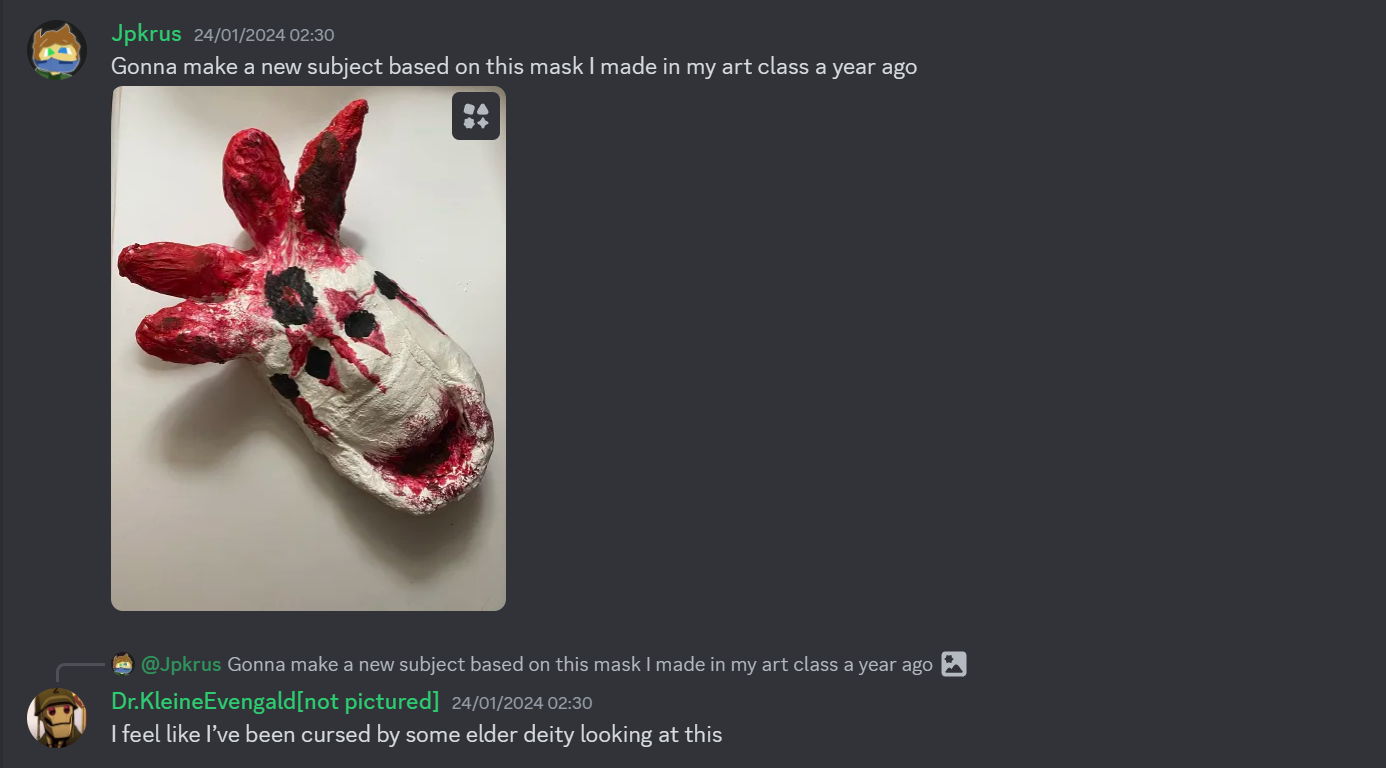 Jpkrus 24/01/2024 02:30
Gonna make a new subject based on this mask I made in my art class a year ago
@Jpkrus Gonna make a new subject based on this mask I made in my art class a year ago
Dr.KleineEvengald[not pictured] 24/01/2024 02:30
I feel like I’ve been cursed by some elder deity looking at this